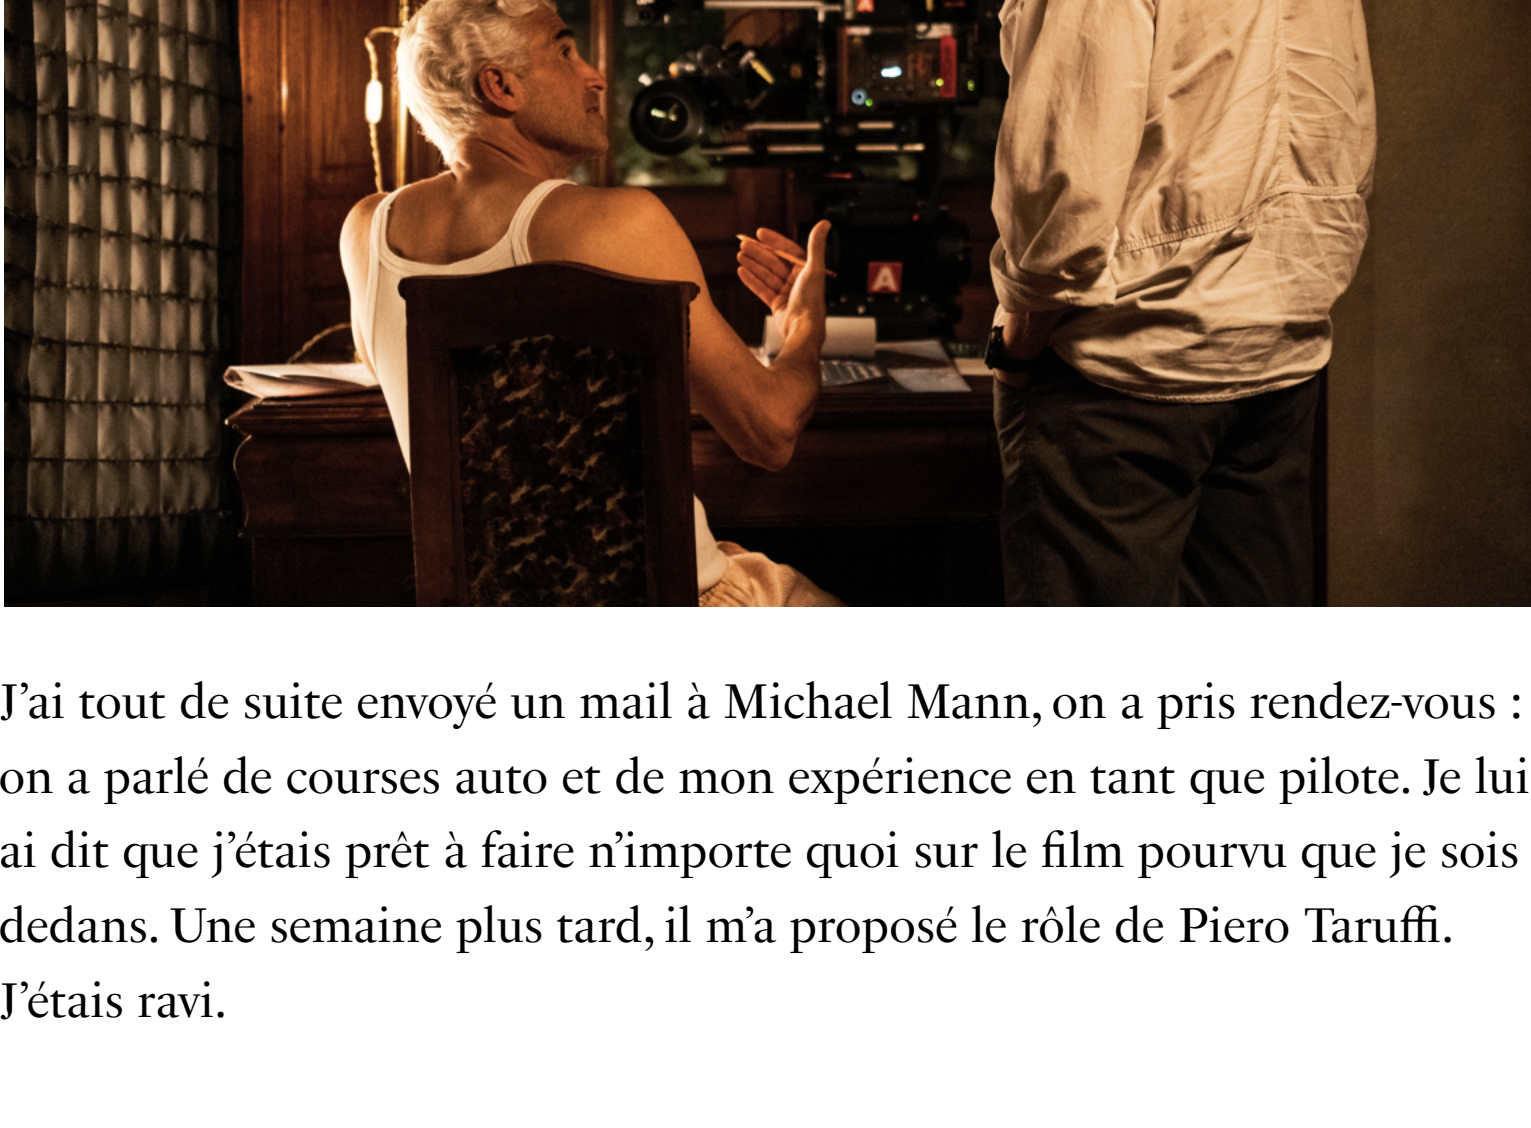 A
A
J’ai tout de suite envoyé un mail à Michael Mann, on a pris rendez-vous :
on a parlé de courses auto et de mon expérience en tant que pilote. Je lui
ai dit que j’étais prêt à faire n’importe quoi sur le film pourvu que je sois
dedans. Une semaine plus tard, il m’a proposé le rôle de Piero Taruffi.
J’étais ravi.